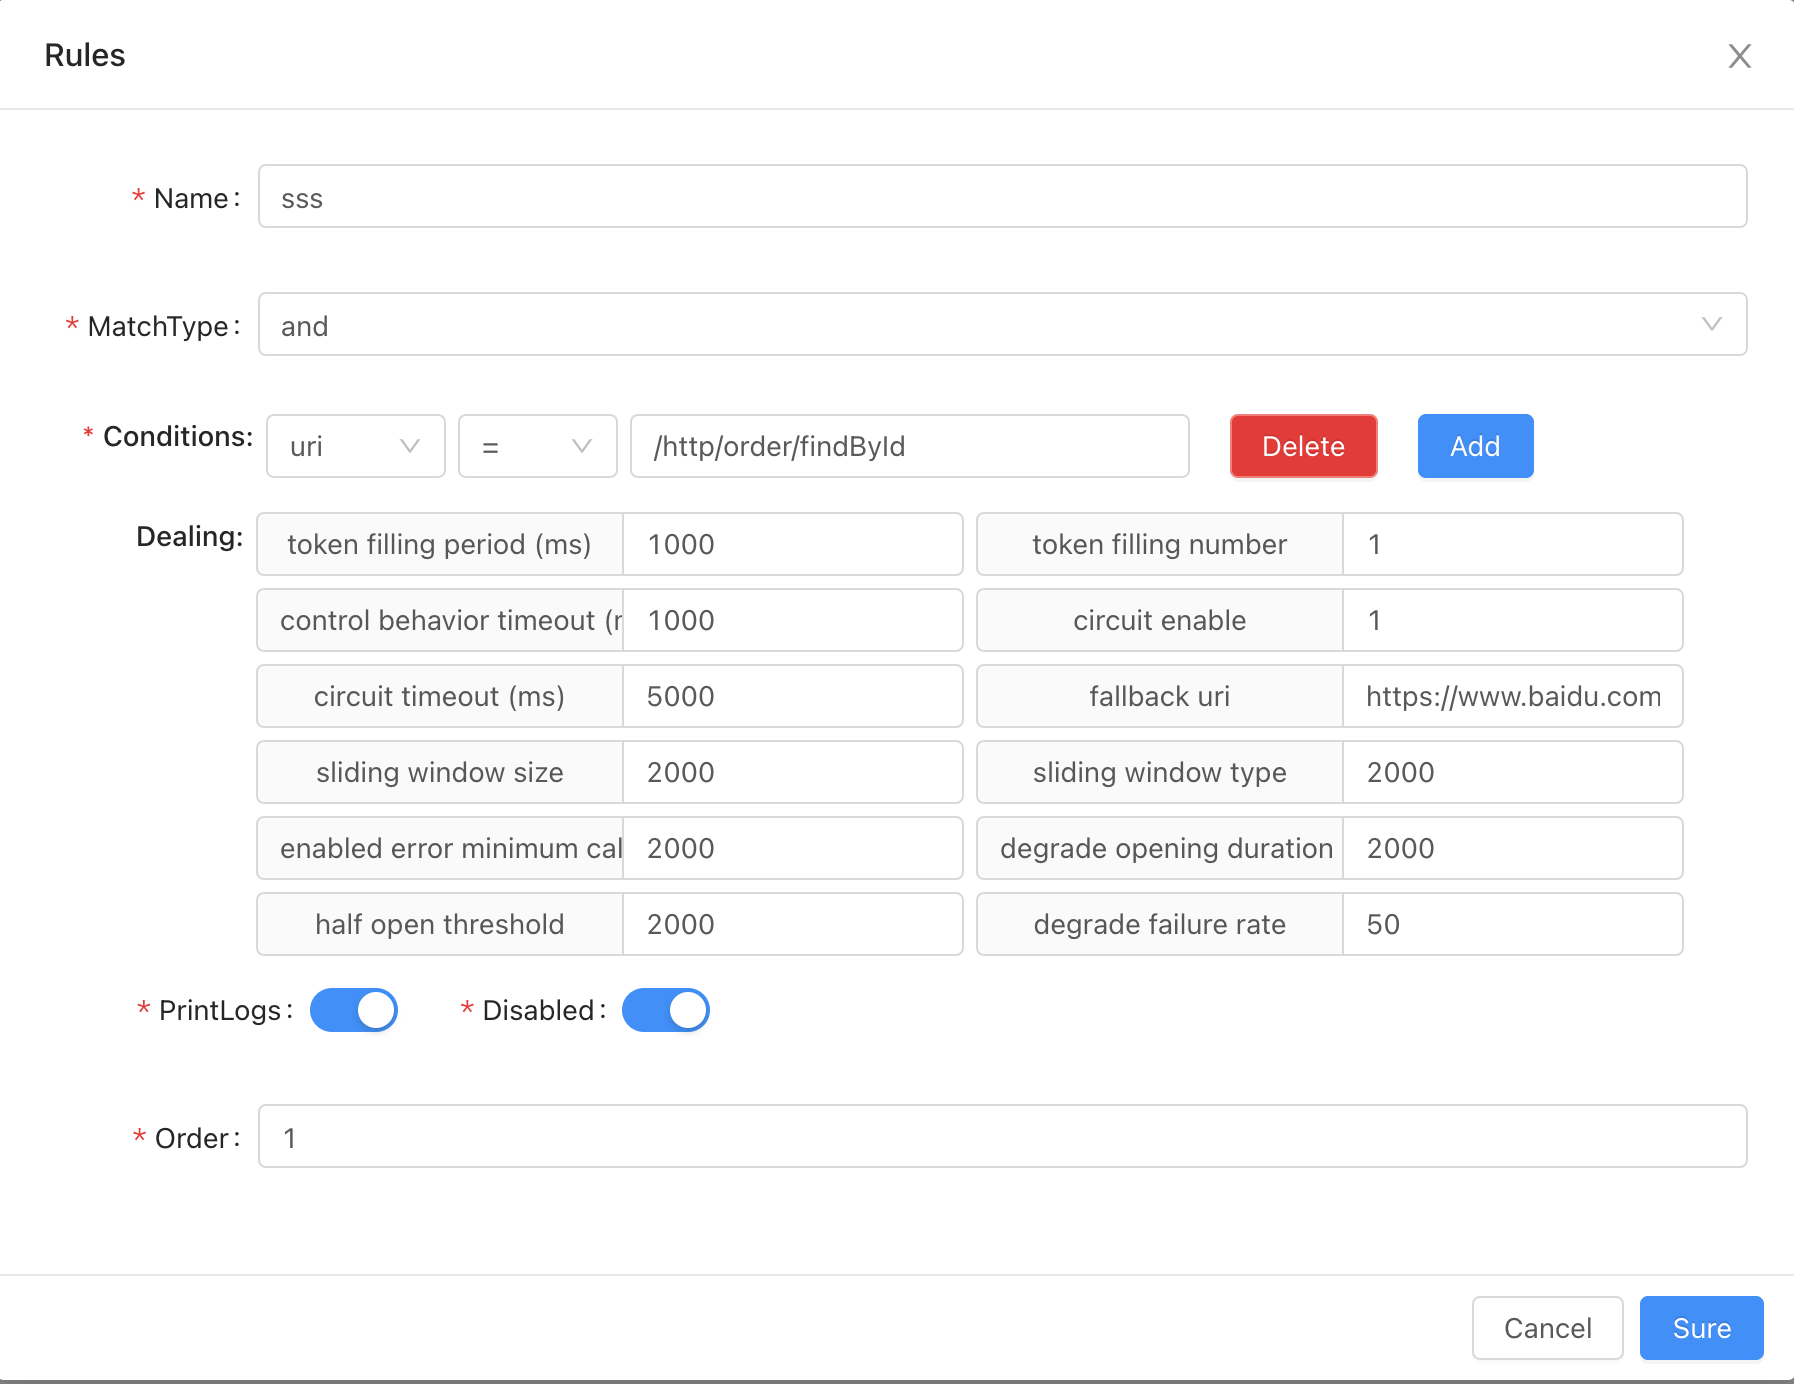 Rules
* Name: sss
* MatchType: and
* Conditions: uri = /http/order/findById Delete Add
Dealing: token filling period (ms) 1000 token filling number 1
control behavior timeout ( 1000 circuit enable 1
circuit timeout (ms) 5000 fallback uri https://www.baidu.com
sliding window size 2000 sliding window type 2000
enabled error minimum cal 2000 degrade opening duration 2000
half open threshold 2000 degrade failure rate 50
* PrintLogs: * Disabled:
* Order: 1
Cancel Sure